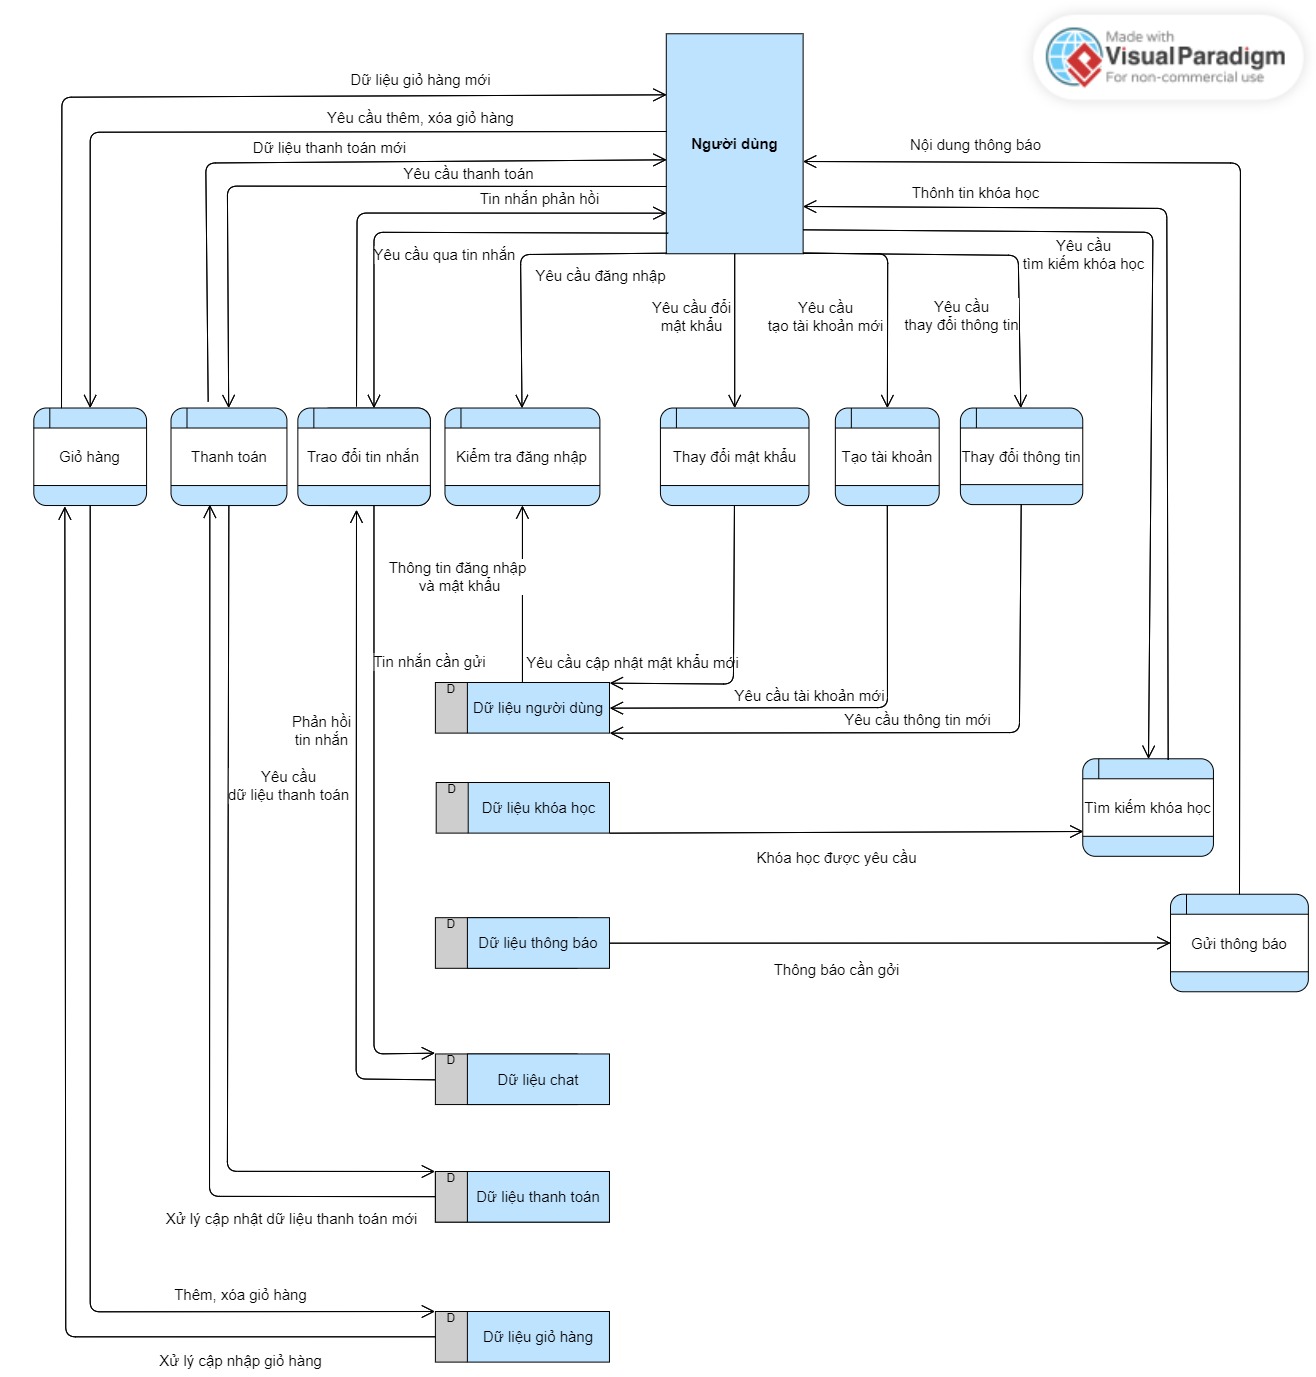 Made with
VisualParadigm
For non-commercial use
Dữ liệu giỏ hàng mới
Yêu cầu thêm, xóa giỏ hàng
Dữ liệu thanh toán mới
Yêu cầu thanh toán
Tin nhắn phản hồi
Yêu cầu qua tin nhắn
Yêu cầu đăng nhập
Người dùng
Nội dung thông báo
Thônh tin khóa học
Yêu cầu
tìm kiếm khóa học
Yêu cầu đổi
mật khẩu
Yêu cầu
tạo tài khoản mới
Yêu cầu
thay đổi thông tin
Giỏ hàng
Thanh toán
Trao đổi tin nhắn
Kiểm tra đăng nhập
Thay đổi mật khẩu
Tạo tài khoản
Thay đổi thông tin
Thông tin đăng nhập
và mật khẩu
Tin nhắn cần gửi
Yêu cầu cập nhật mật khẩu mới
D
Dữ liệu người dùng
Yêu cầu tài khoản mới
Yêu cầu thông tin mới
Phản hồi
tin nhắn
Yêu cầu
dữ liệu thanh toán
D
Dữ liệu khóa học
Tìm kiếm khóa học
Khóa học được yêu cầu
D
Dữ liệu thông báo
Gửi thông báo
Thông báo cần gởi
D
Dữ liệu chat
D
Dữ liệu thanh toán
Xử lý cập nhật dữ liệu thanh toán mới
Thêm, xóa giỏ hàng
D
Dữ liệu giỏ hàng
Xử lý cập nhập giỏ hàng